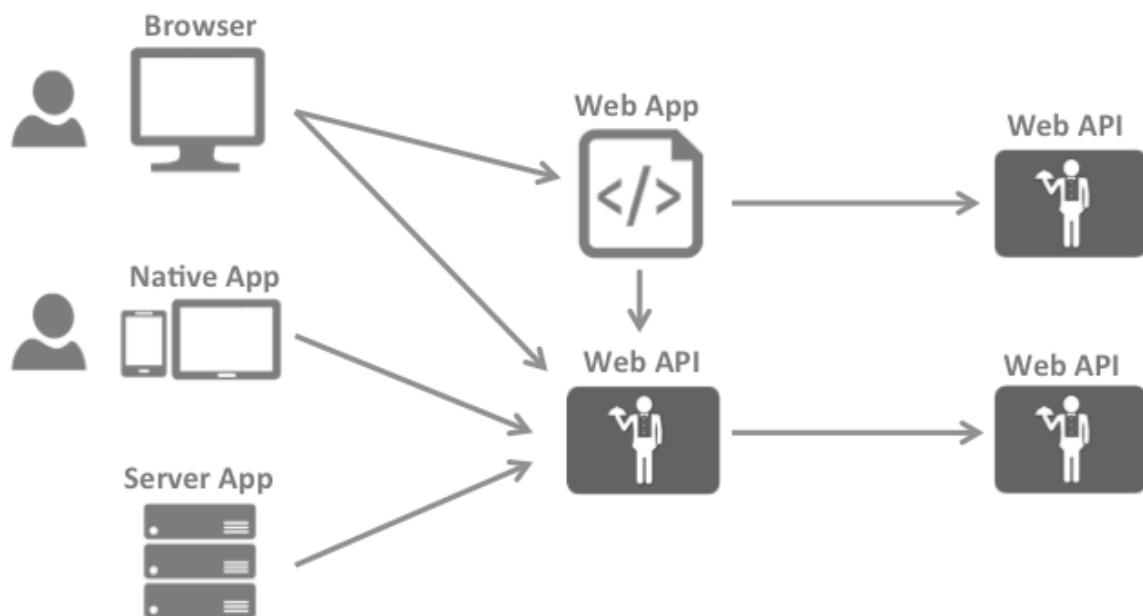 Browser
Web App
Web API
Native App
Web API
Web API
Server App
</>